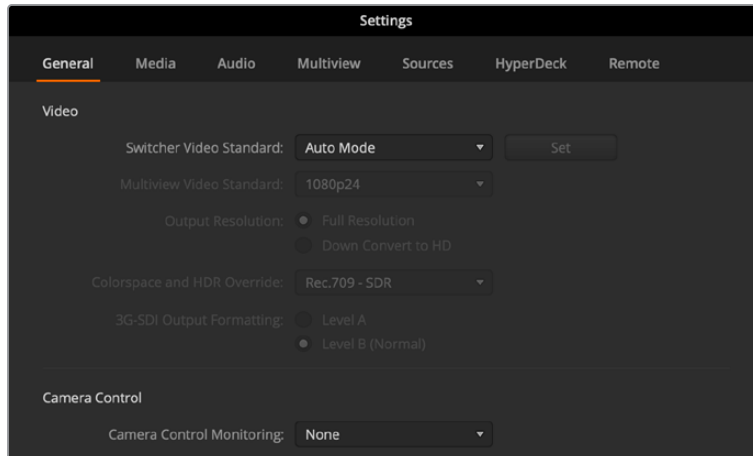 Settings
General Media Audio Multiview Sources HyperDeck Remote
Video
Switcher Video Standard: Auto Mode Set
Multiview Video Standard: 1080p24
Output Resolution: Full Resolution
Down Convert to HD
Colorspace and HDR Override: Rec.709 - SDR
3G-SDI Output Formatting: Level A
Level B (Normal)
Camera Control
Camera Control Monitoring: None